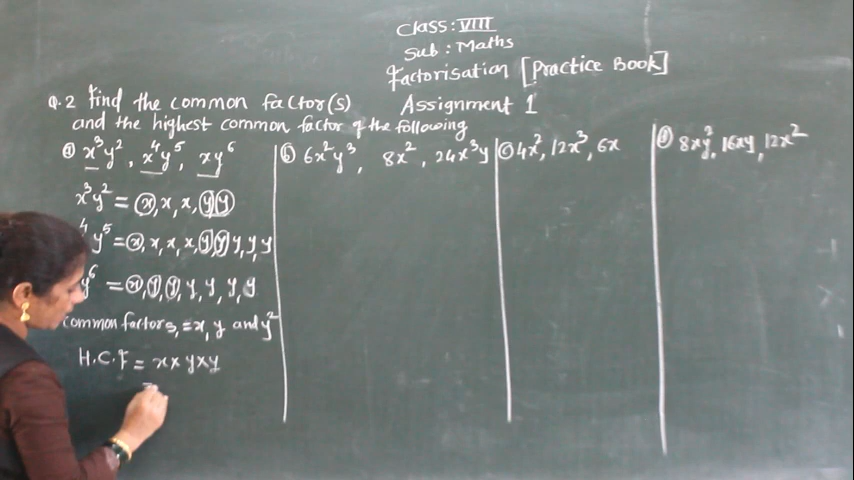 Class: VIII
Sub: Maths
Factorisation [Practice Book]
Assignment 1
Q.2 Find the common factor(s)
and the highest common factor of the following
a) x³y², x⁴y⁵, xy⁶
x³y² = x, x, x, y y
⁴y⁵ = x, x, x, x, y y y, y, y
y⁶ = x, y, y, y, y, y, y
common factors, = x, y and y²
H.C.F = x × y × y
=
b) 6x²y³, 8x², 24x³y
c) 4x², 12x³, 6x
d) 8xy², 16xy, 12x²